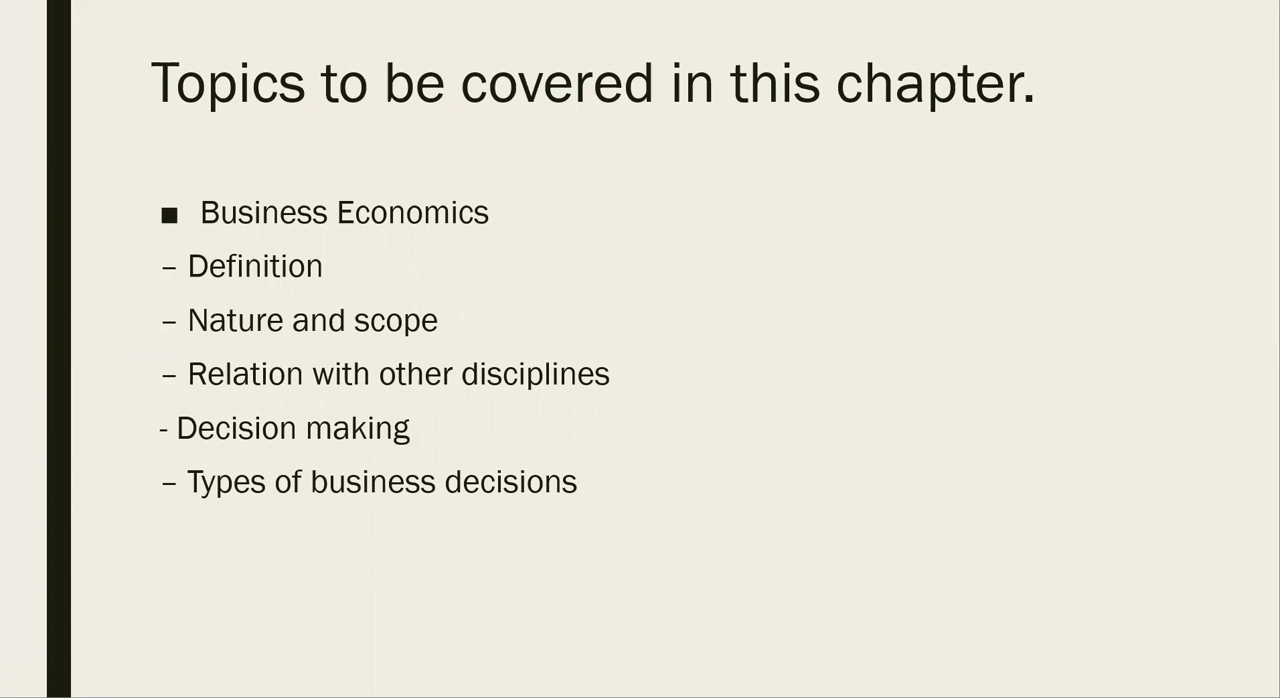 Topics to be covered in this chapter.
■ Business Economics
– Definition
– Nature and scope
– Relation with other disciplines
- Decision making
– Types of business decisions